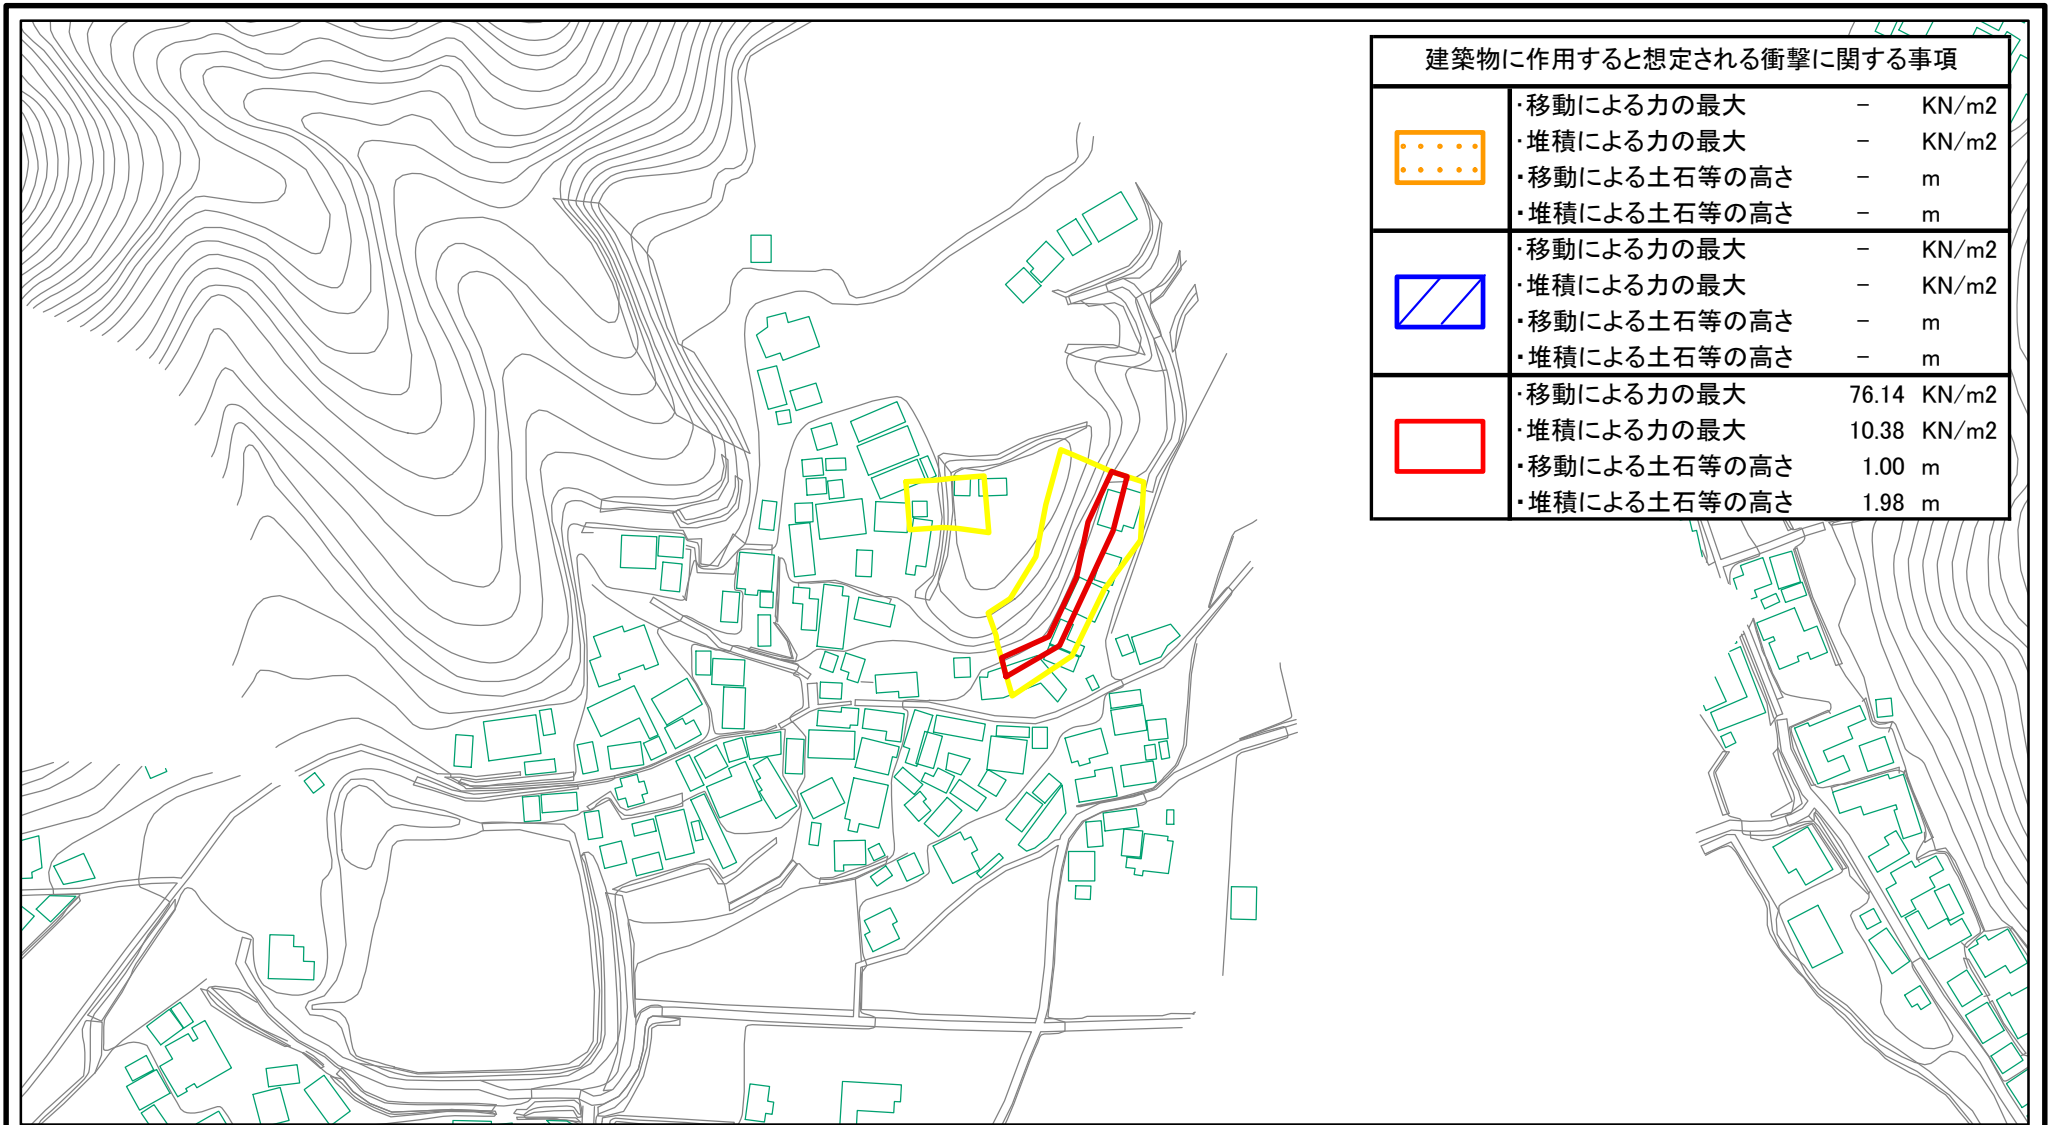 建築物に作用すると想定される衝撃に関する事項
・移動による力の最大 － KN/m2
・堆積による力の最大 － KN/m2
・移動による土石等の高さ － m
・堆積による土石等の高さ － m
・移動による力の最大 － KN/m2
・堆積による力の最大 － KN/m2
・移動による土石等の高さ － m
・堆積による土石等の高さ － m
・移動による力の最大 76.14 KN/m2
・堆積による力の最大 10.38 KN/m2
・移動による土石等の高さ 1.00 m
・堆積による土石等の高さ 1.98 m